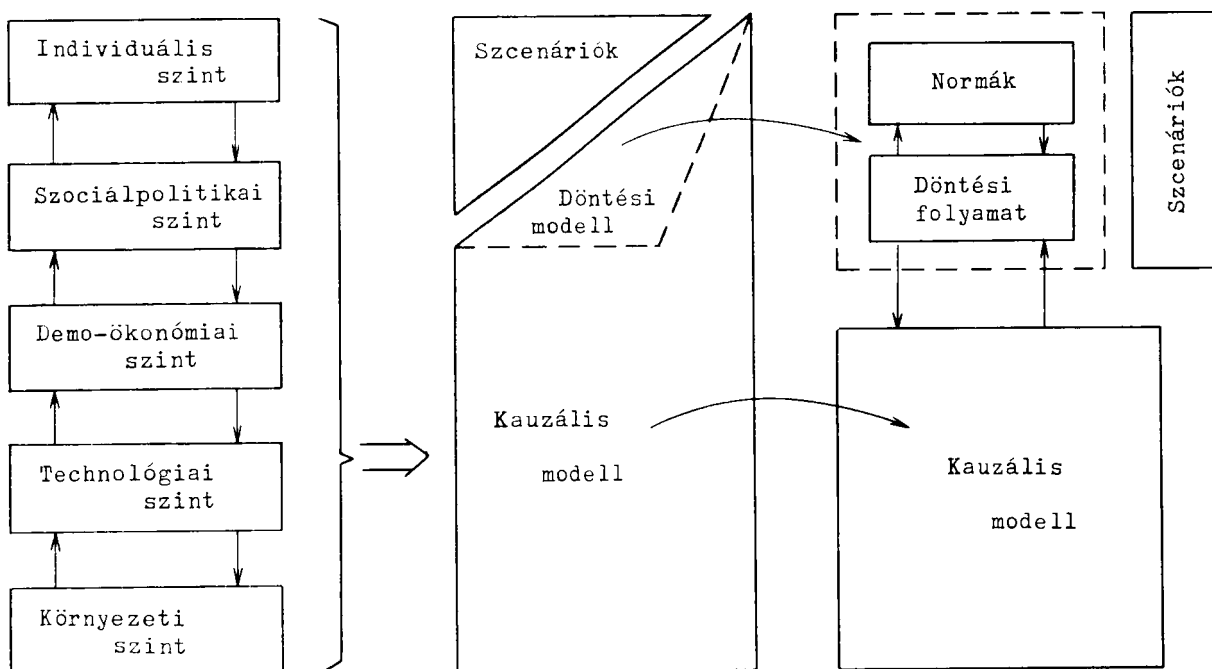 Individuális
szint
Szociálpolitikai
szint
Demo-ökonómiai
szint
Technológiai
szint
Környezeti
szint
Szcenáriók
Döntési
modell
Kauzális
modell
Normák
Döntési
folyamat
Szcenáriók
Kauzális
modell